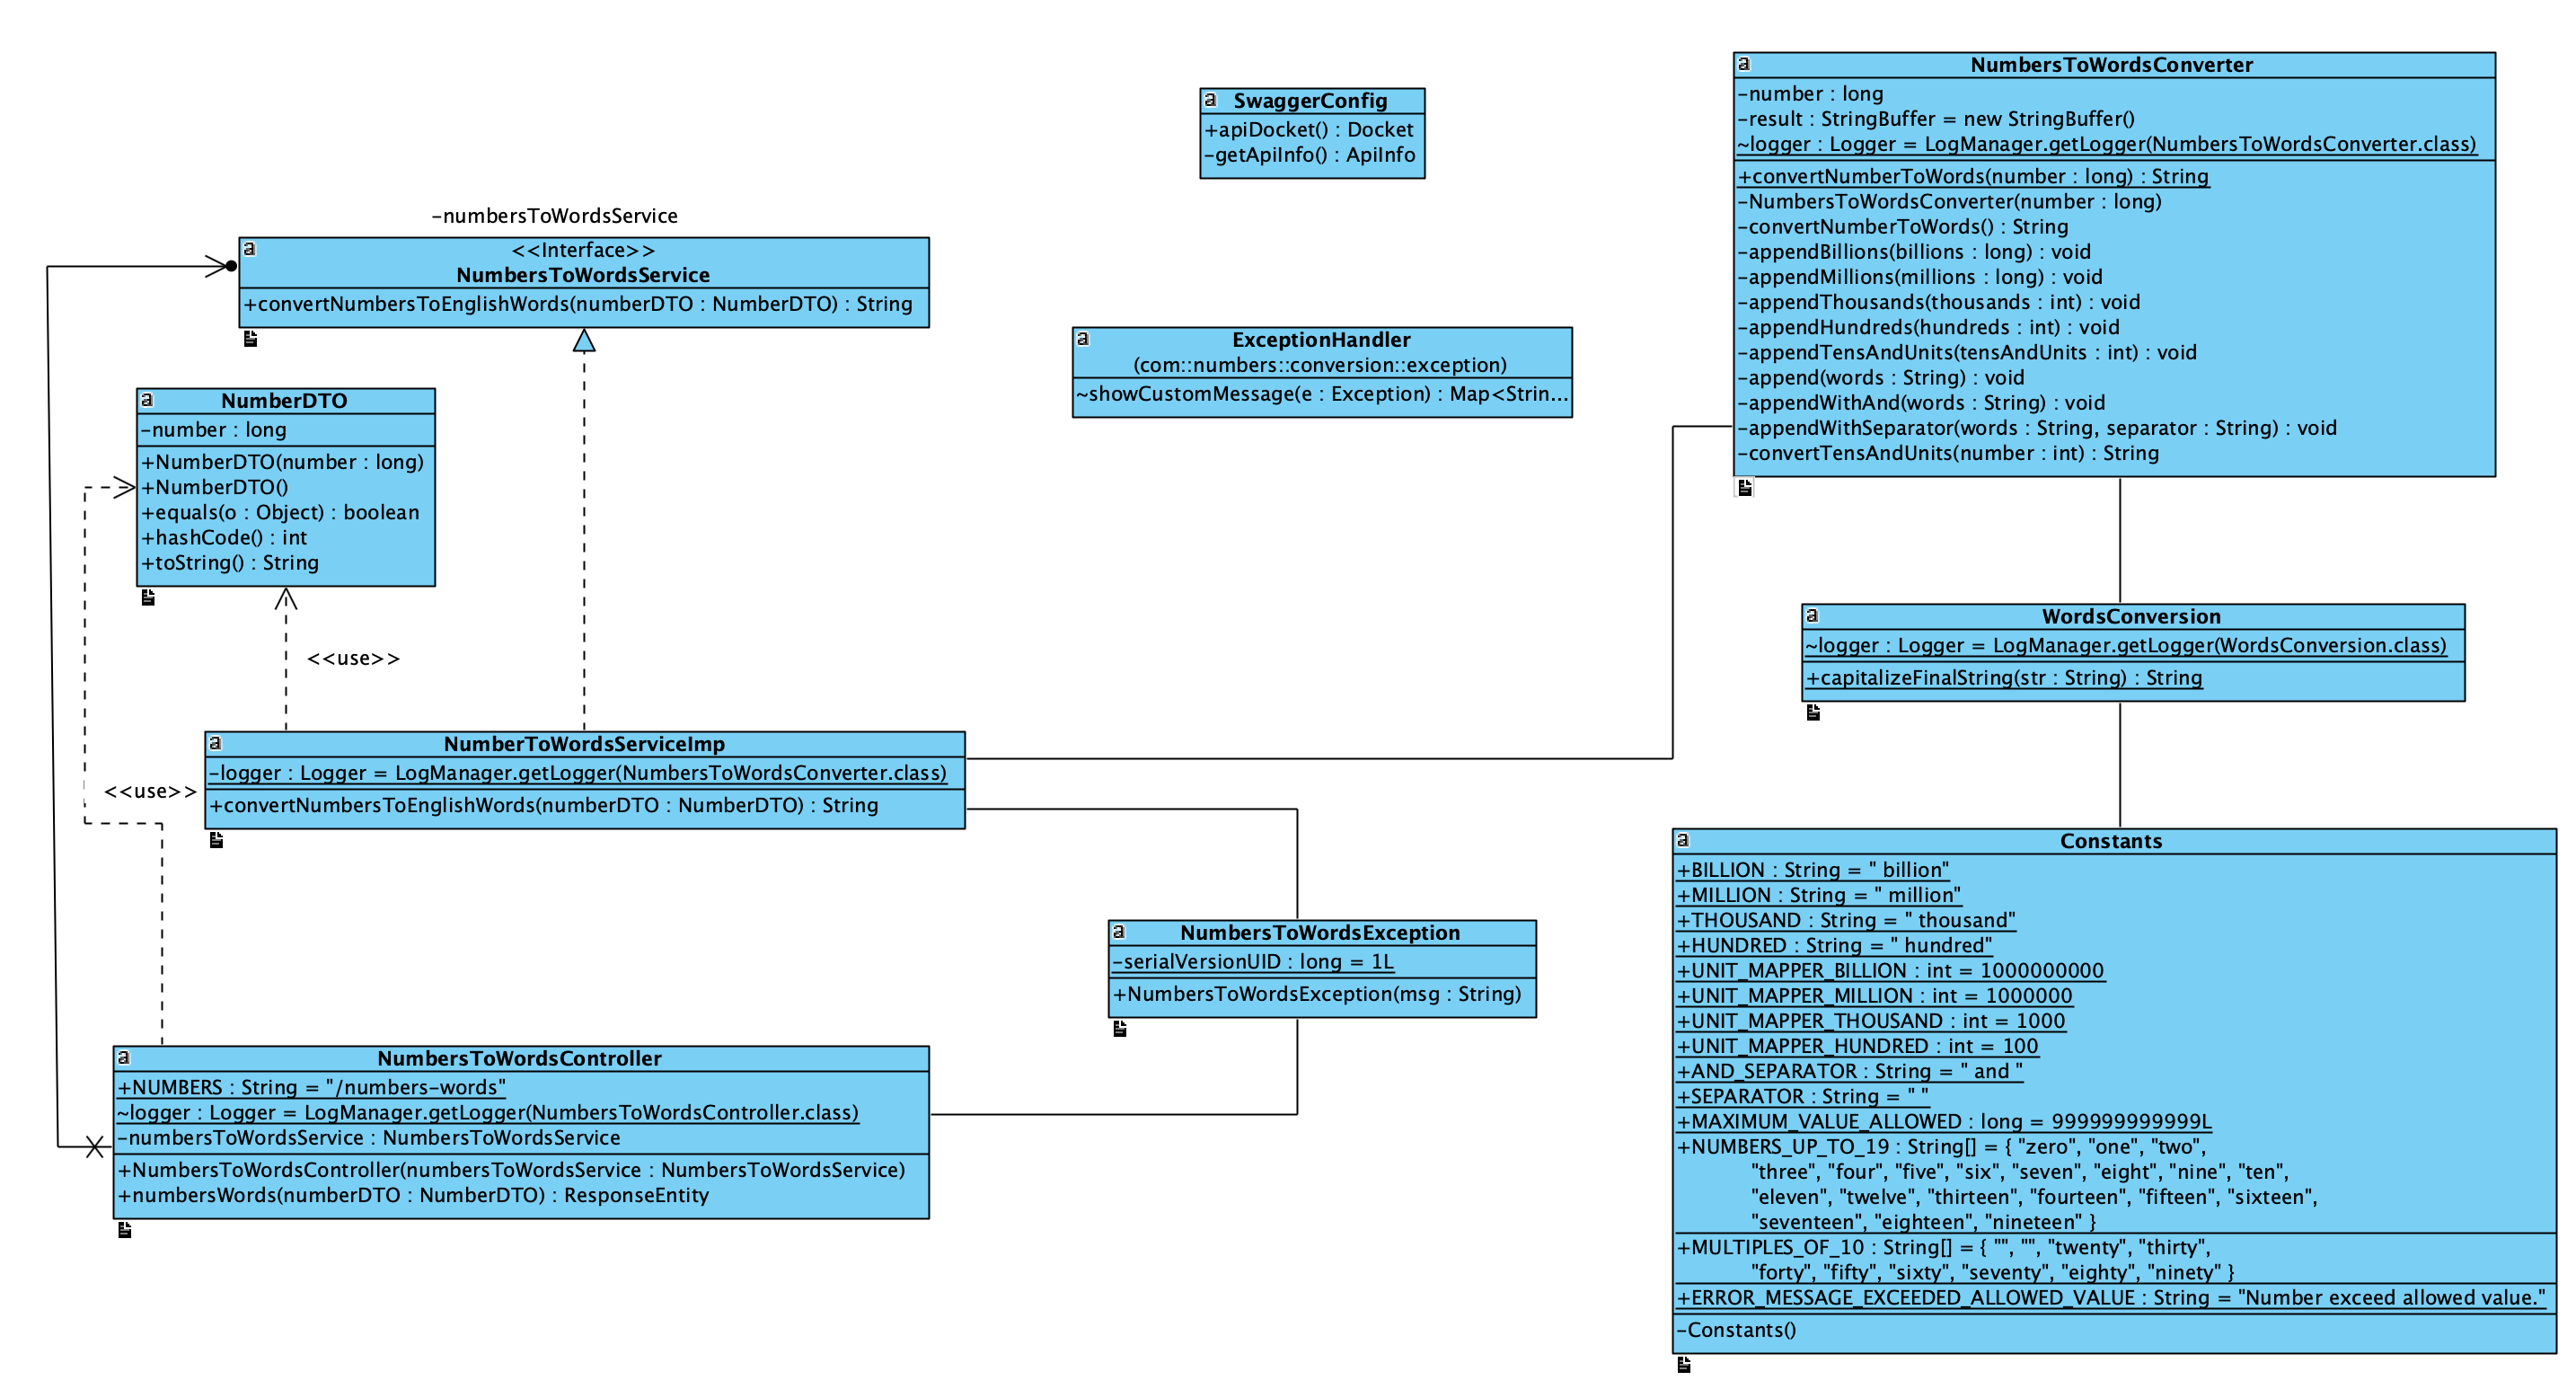 -numbersToWordsService
<<Interface>>
NumbersToWordsService
+convertNumbersToEnglishWords(numberDTO : NumberDTO) : String
NumberDTO
-number : long
+NumberDTO(number : long)
+NumberDTO()
+equals(o : Object) : boolean
+hashCode() : int
+toString() : String
<<use>>
<<use>>
NumberToWordsServiceImp
-logger : Logger = LogManager.getLogger(NumbersToWordsConverter.class)
+convertNumbersToEnglishWords(numberDTO : NumberDTO) : String
NumbersToWordsController
+NUMBERS : String = "/numbers-words"
~logger : Logger = LogManager.getLogger(NumbersToWordsController.class)
-numbersToWordsService : NumbersToWordsService
+NumbersToWordsController(numbersToWordsService : NumbersToWordsService)
+numbersWords(numberDTO : NumberDTO) : ResponseEntity
SwaggerConfig
+apiDocket() : Docket
-getApiInfo() : ApiInfo
ExceptionHandler
(com::numbers::conversion::exception)
~showCustomMessage(e : Exception) : Map<Strin...
NumbersToWordsException
-serialVersionUID : long = 1L
+NumbersToWordsException(msg : String)
NumbersToWordsConverter
-number : long
-result : StringBuffer = new StringBuffer()
~logger : Logger = LogManager.getLogger(NumbersToWordsConverter.class)
+convertNumberToWords(number : long) : String
-NumbersToWordsConverter(number : long)
-convertNumberToWords() : String
-appendBillions(billions : long) : void
-appendMillions(millions : long) : void
-appendThousands(thousands : int) : void
-appendHundreds(hundreds : int) : void
-appendTensAndUnits(tensAndUnits : int) : void
-append(words : String) : void
-appendWithAnd(words : String) : void
-appendWithSeparator(words : String, separator : String) : void
-convertTensAndUnits(number : int) : String
WordsConversion
~logger : Logger = LogManager.getLogger(WordsConversion.class)
+capitalizeFinalString(str : String) : String
Constants
+BILLION : String = " billion"
+MILLION : String = " million"
+THOUSAND : String = " thousand"
+HUNDRED : String = " hundred"
+UNIT_MAPPER_BILLION : int = 1000000000
+UNIT_MAPPER_MILLION : int = 1000000
+UNIT_MAPPER_THOUSAND : int = 1000
+UNIT_MAPPER_HUNDRED : int = 100
+AND_SEPARATOR : String = " and "
+SEPARATOR : String = " "
+MAXIMUM_VALUE_ALLOWED : long = 999999999999L
+NUMBERS_UP_TO_19 : String[] = { "zero", "one", "two",
"three", "four", "five", "six", "seven", "eight", "nine", "ten",
"eleven", "twelve", "thirteen", "fourteen", "fifteen", "sixteen",
"seventeen", "eighteen", "nineteen" }
+MULTIPLES_OF_10 : String[] = { "", "", "twenty", "thirty",
"forty", "fifty", "sixty", "seventy", "eighty", "ninety" }
+ERROR_MESSAGE_EXCEEDED_ALLOWED_VALUE : String = "Number exceed allowed value."
-Constants()